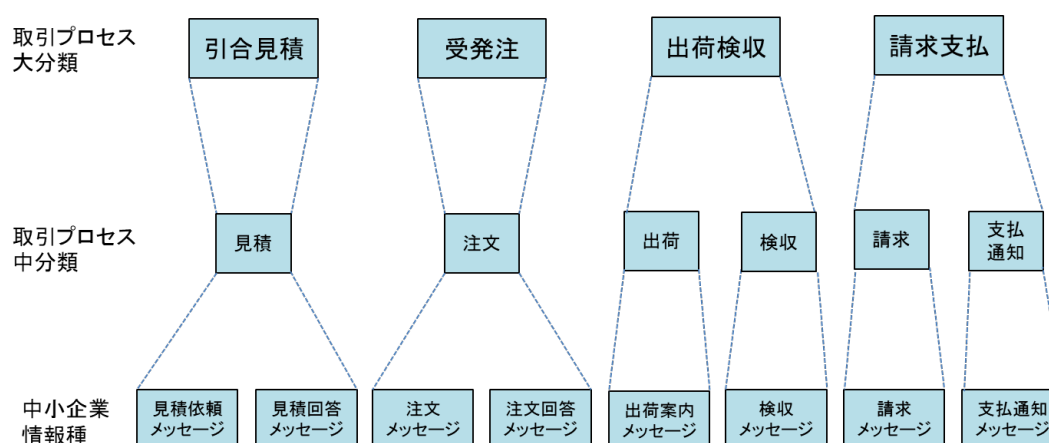 取引プロセス
大分類
引合見積
受発注
出荷検収
請求支払
取引プロセス
中分類
見積
注文
出荷
検収
請求
支払
通知
中小企業
情報種
見積依頼
メッセージ
見積回答
メッセージ
注文
メッセージ
注文回答
メッセージ
出荷案内
メッセージ
検収
メッセージ
請求
メッセージ
支払通知
メッセージ